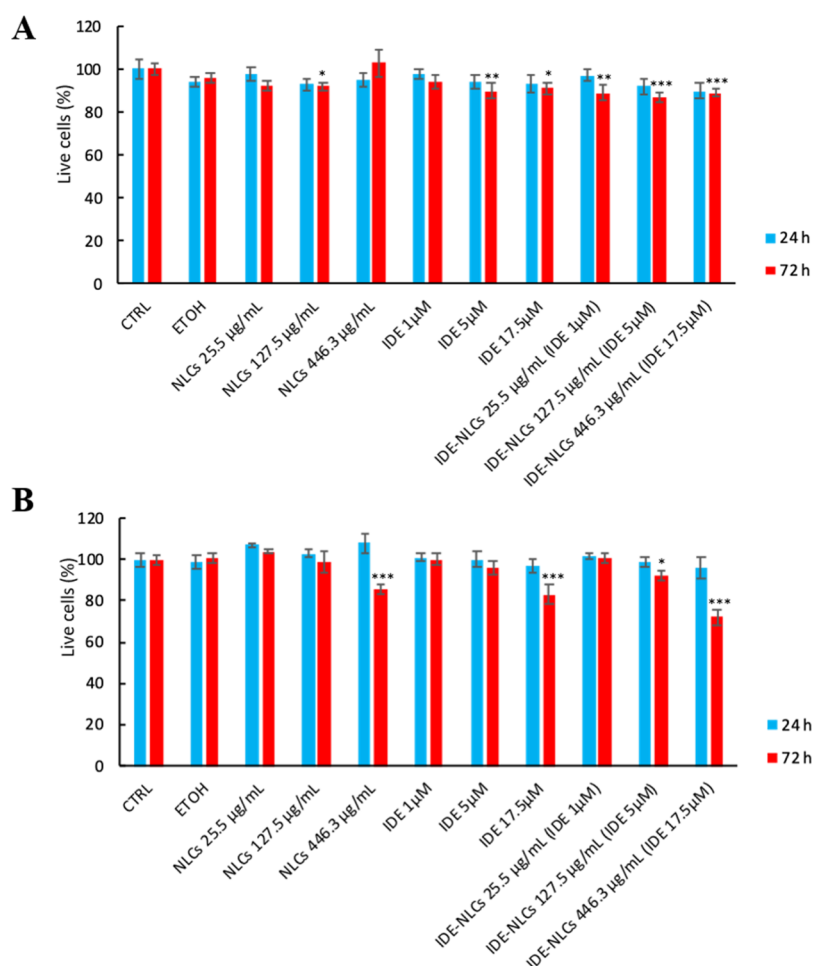 A
120
100
80
60
40
20
0
Live cells (%)
* ** * ** *** ***
24 h
72 h
CTRL
ETOH
NLCs 25.5 µg/mL
NLCs 127.5 µg/mL
NLCs 446.3 µg/mL
IDE 1µM
IDE 5µM
IDE 17.5µM
IDE-NLCs 25.5 µg/mL (IDE 1µM)
IDE-NLCs 127.5 µg/mL (IDE 5µM)
IDE-NLCs 446.3 µg/mL (IDE 17.5µM)
B
120
100
80
60
40
20
0
Live cells (%)
*** *** * ***
24 h
72 h
CTRL
ETOH
NLCs 25.5 µg/mL
NLCs 127.5 µg/mL
NLCs 446.3 µg/mL
IDE 1µM
IDE 5µM
IDE 17.5µM
IDE-NLCs 25.5 µg/mL (IDE 1µM)
IDE-NLCs 127.5 µg/mL (IDE 5µM)
IDE-NLCs 446.3 µg/mL (IDE 17.5µM)